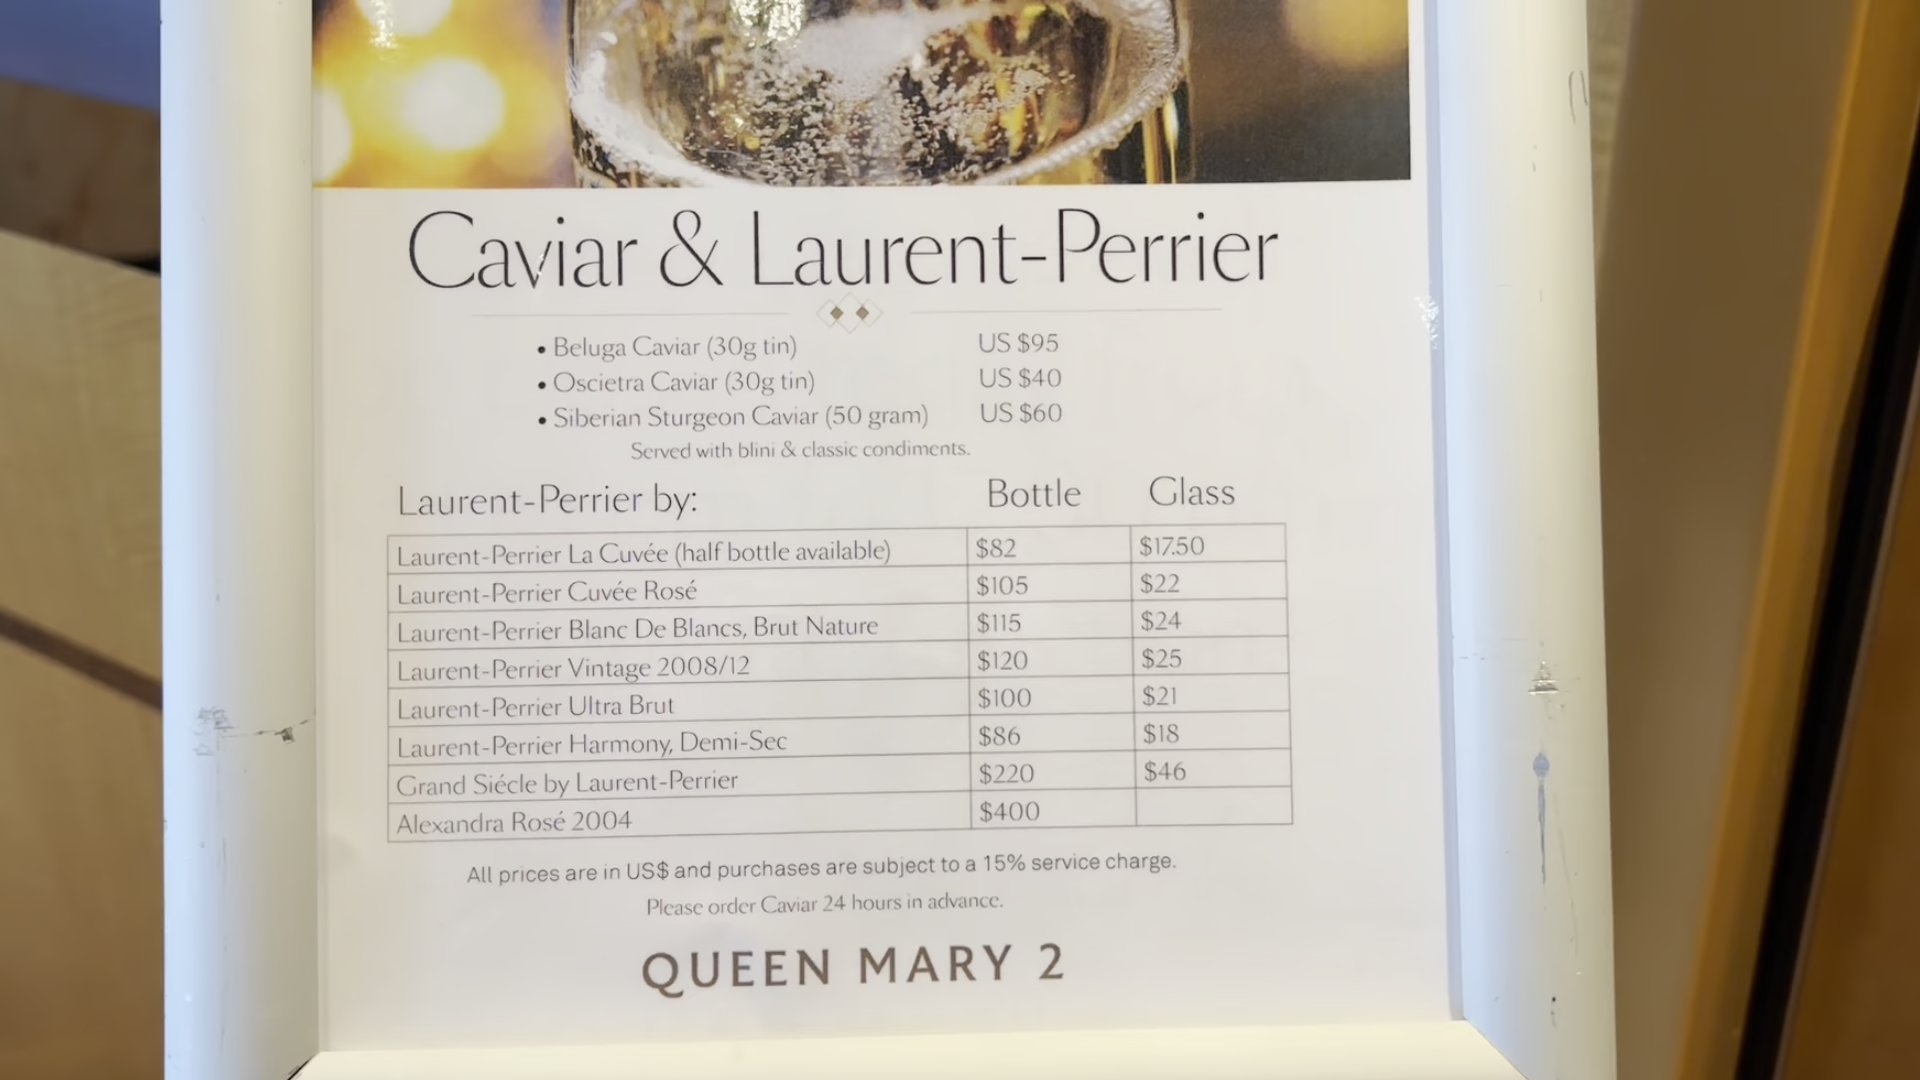 Caviar & Laurent-Perrier
• Beluga Caviar (30g tin) US $95
• Oscietra Caviar (30g tin) US $40
• Siberian Sturgeon Caviar (50 gram) US $60
Served with blini & classic condiments.
Laurent-Perrier by: Bottle Glass
Laurent-Perrier La Cuvée (half bottle available) $82 $17.50
Laurent-Perrier Cuvée Rosé $105 $22
Laurent-Perrier Blanc De Blancs, Brut Nature $115 $24
Laurent-Perrier Vintage 2008/12 $120 $25
Laurent-Perrier Ultra Brut $100 $21
Laurent-Perrier Harmony, Demi-Sec $86 $18
Grand Siécle by Laurent-Perrier $220 $46
Alexandra Rosé 2004 $400
All prices are in US$ and purchases are subject to a 15% service charge.
Please order Caviar 24 hours in advance.
QUEEN MARY 2